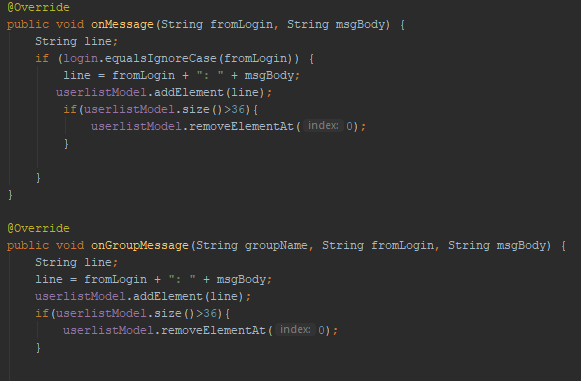 @Override
public void onMessage(String fromLogin, String msgBody) {
    String line;
    if (login.equalsIgnoreCase(fromLogin)) {
        line = fromLogin + ": " + msgBody;
       userlistModel.addElement(line);
        if(userlistModel.size()>36){
            userlistModel.removeElementAt( index: 0);
        }
    }
}
@Override
public void onGroupMessage(String groupName, String fromLogin, String msgBody) {
    String line;
    line = fromLogin + ": " + msgBody;
    userlistModel.addElement(line);
    if(userlistModel.size()>36){
        userlistModel.removeElementAt( index: 0);
    }